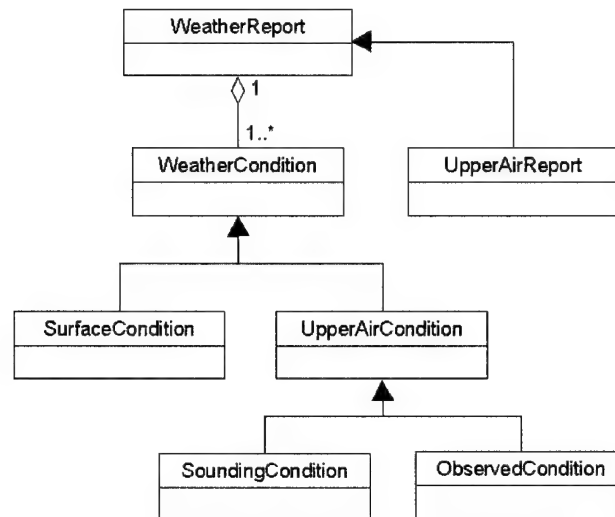 WeatherReport
1
1..*
WeatherCondition
UpperAirReport
SurfaceCondition
UpperAirCondition
SoundingCondition
ObservedCondition